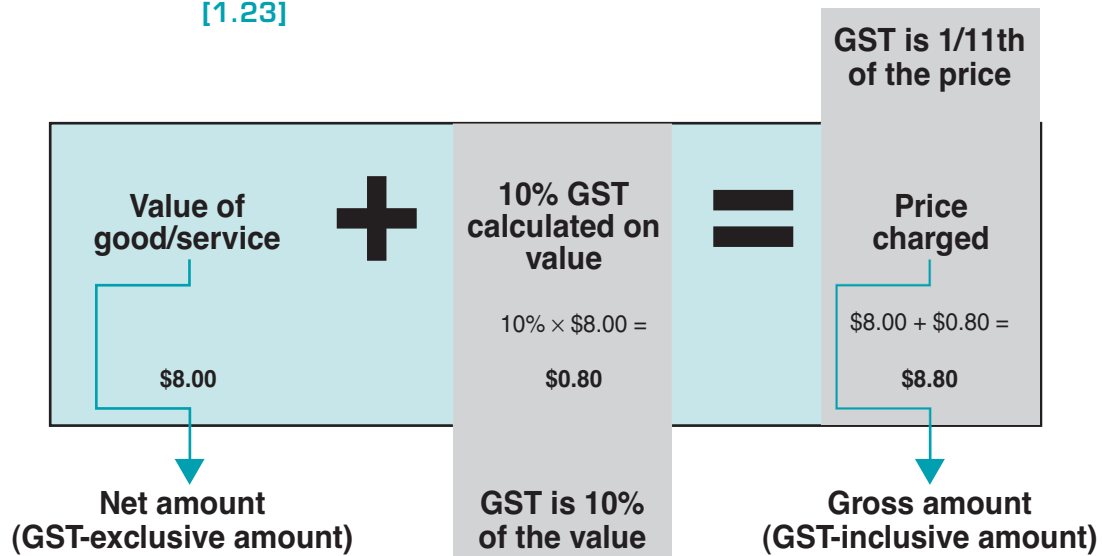 [1.23]
GST is 1/11th
of the price
Value of
good/service
+
10% GST
calculated on
value
=
Price
charged
10% × $8.00 =
$8.00 + $0.80 =
$8.00
$0.80
$8.80
Net amount
(GST-exclusive amount)
GST is 10%
of the value
Gross amount
(GST-inclusive amount)